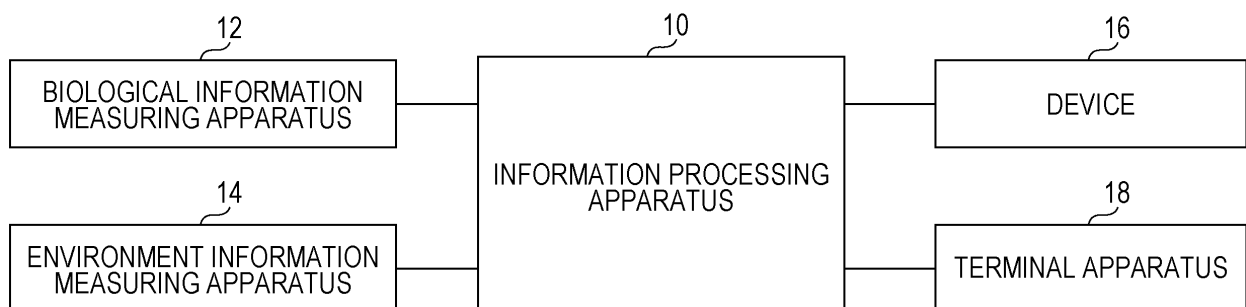 12
BIOLOGICAL INFORMATION
MEASURING APPARATUS
14
ENVIRONMENT INFORMATION
MEASURING APPARATUS
10
INFORMATION PROCESSING
APPARATUS
16
DEVICE
18
TERMINAL APPARATUS